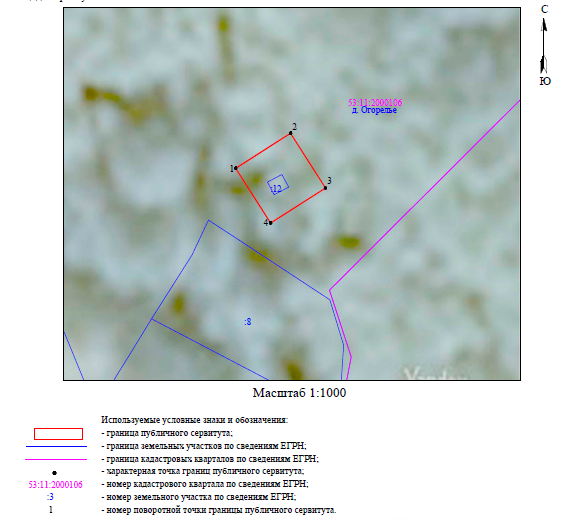 С
Ю
53:11:2000106
д. Огорелье
2
1
3
:12
4
:8
Масштаб 1:1000
Используемые условные знаки и обозначения:
- граница публичного сервитута;
- граница земельных участков по сведениям ЕГРН;
- граница кадастровых кварталов по сведениям ЕГРН;
- характерная точка границ публичного сервитута;
53:11:2000106 - номер кадастрового квартала по сведениям ЕГРН;
:3 - номер земельного участка по сведениям ЕГРН;
1 - номер поворотной точки границы публичного сервитута.